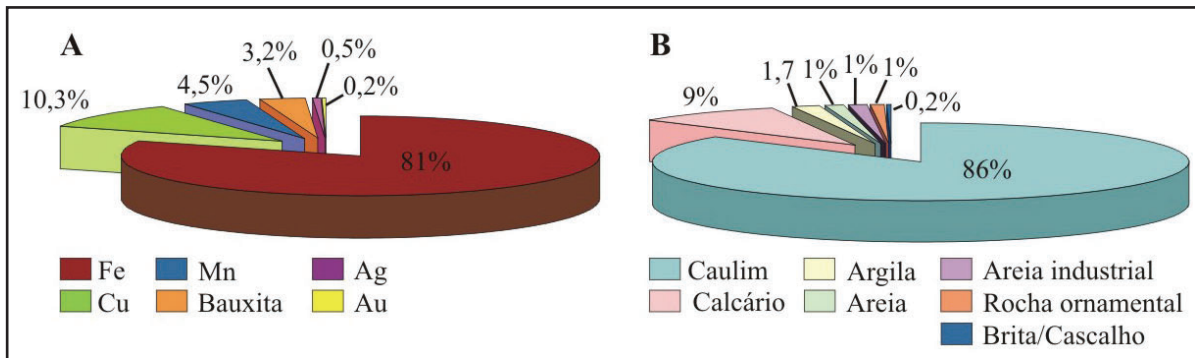 A
10,3%
4,5%
3,2%
0,5%
0,2%
81%
Fe
Mn
Ag
Cu
Bauxita
Au
B
9%
1,7
1%
1%
1%
0,2%
86%
Caulim
Argila
Areia industrial
Calcário
Areia
Rocha ornamental
Brita/Cascalho